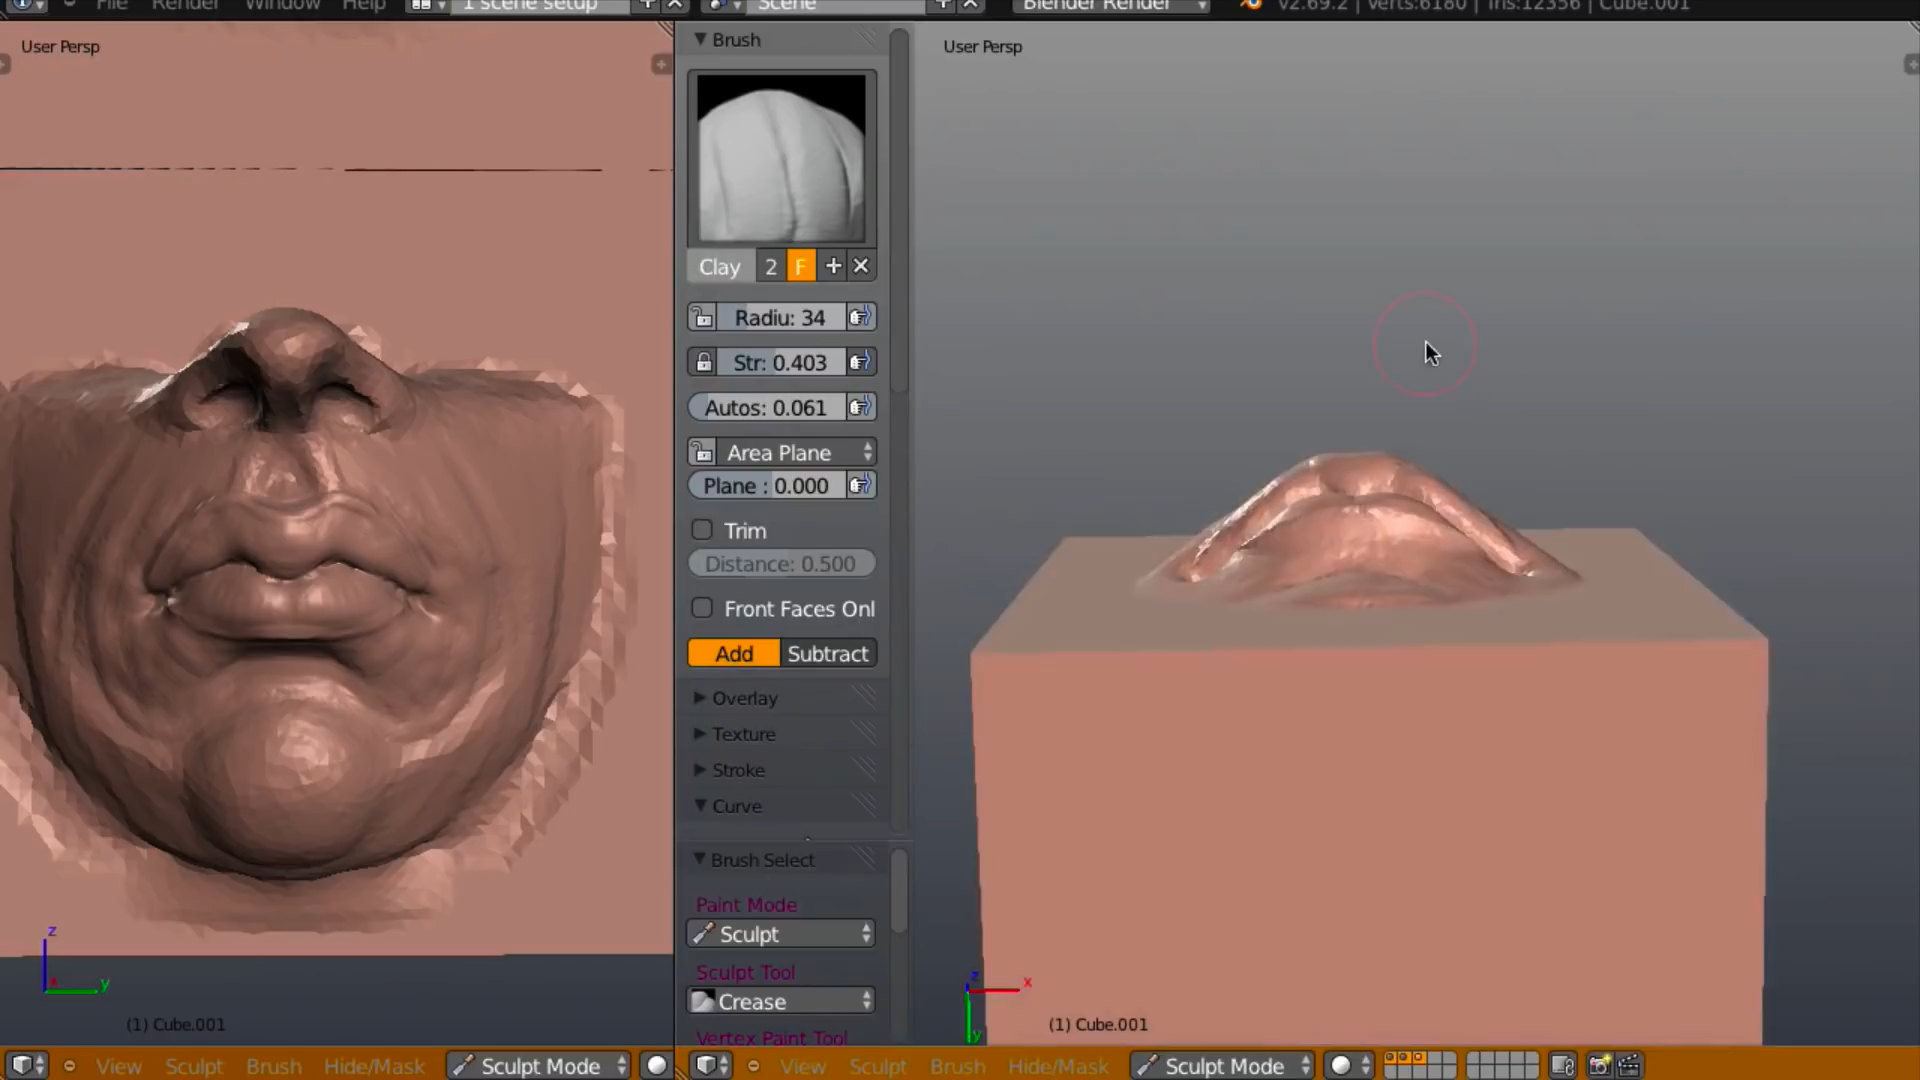 File Render Window Help 1 scene setup Scene Blender Render v2.69.2 | Verts:6180 | Tris:12356 | Cube.001
User Persp
Brush
User Persp
Clay 2 F
Radiu: 34
Str: 0.403
Autos: 0.061
Area Plane
Plane : 0.000
Trim
Distance: 0.500
Front Faces Onl
Add Subtract
Overlay
Texture
Stroke
Curve
Brush Select
Paint Mode
Sculpt
Sculpt Tool
Crease
Vertex Paint Tool
z
x
y
(1) Cube.001
z
x
y
(1) Cube.001
View Sculpt Brush Hide/Mask Sculpt Mode
View Sculpt Brush Hide/Mask Sculpt Mode